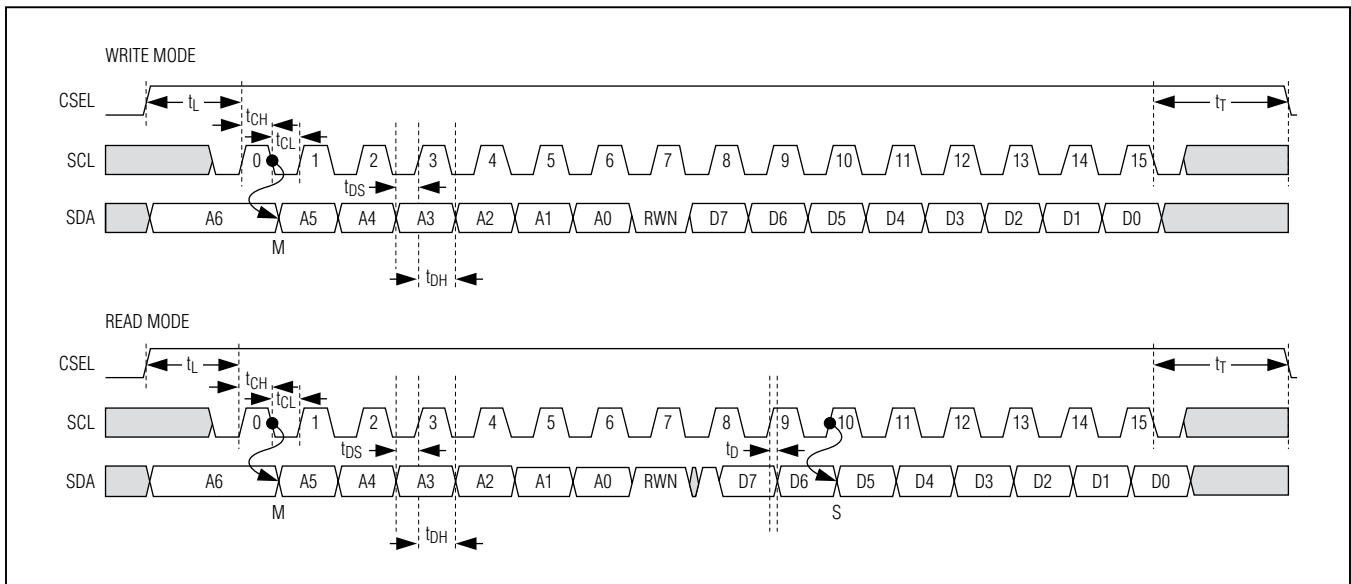 WRITE MODE
CSEL tL tT
tCH
tCL
SCL 0 1 2 3 4 5 6 7 8 9 10 11 12 13 14 15
tDS
SDA A6 A5 A4 A3 A2 A1 A0 RWN D7 D6 D5 D4 D3 D2 D1 D0
M
tDH
READ MODE
CSEL tL tT
tCH
tCL
SCL 0 1 2 3 4 5 6 7 8 9 10 11 12 13 14 15
tDS tD
SDA A6 A5 A4 A3 A2 A1 A0 RWN D7 D6 D5 D4 D3 D2 D1 D0
M S
tDH